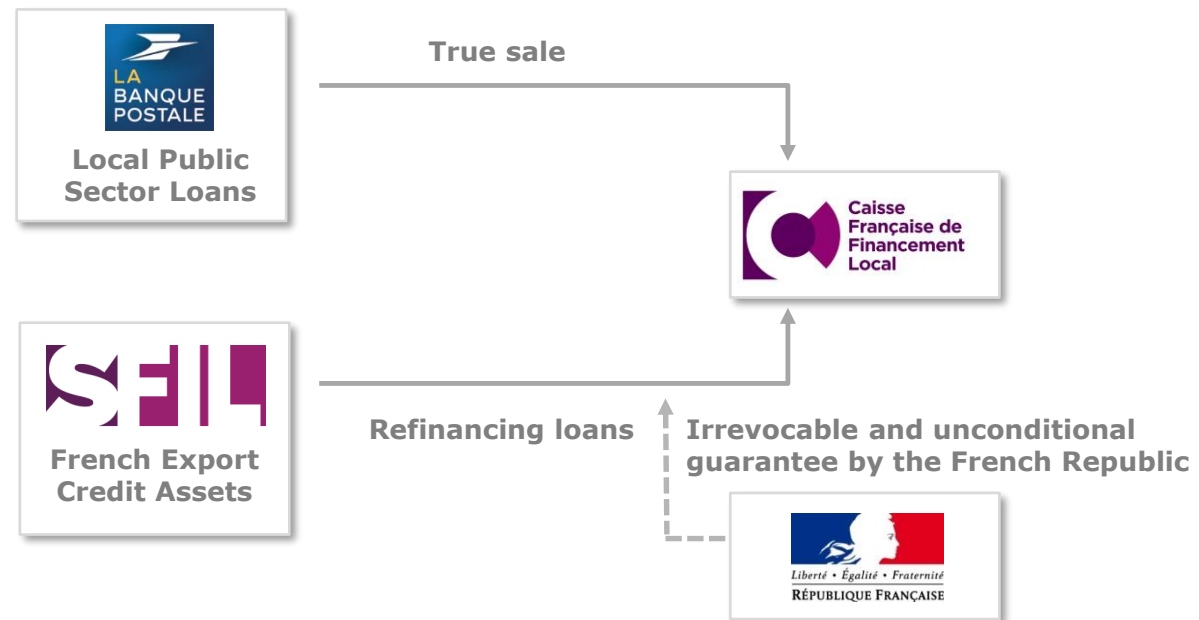 LA
BANQUE
POSTALE
Local Public
Sector Loans
True sale
Caisse
Française de
Financement
Local
SFIL
French Export
Credit Assets
Refinancing loans
Irrevocable and unconditional
guarantee by the French Republic
Liberté • Égalité • Fraternité
RÉPUBLIQUE FRANÇAISE